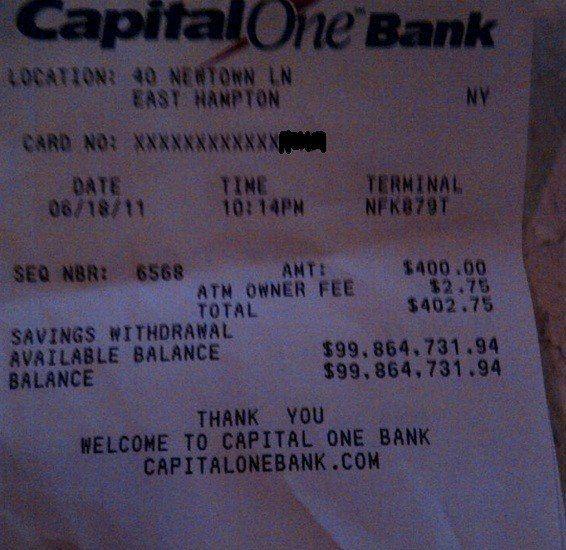 Capital One™ Bank
LOCATION: 40 NEWTOWN LN
EAST HAMPTON NY
CARD NO: XXXXXXXXXXXX
DATE TIME TERMINAL
06/18/11 10:14PM NFK879T
SEQ NBR: 6568 AMT: $400.00
ATM OWNER FEE $2.75
TOTAL $402.75
SAVINGS WITHDRAWAL
AVAILABLE BALANCE $99,864,731.94
BALANCE $99,864,731.94
THANK YOU
WELCOME TO CAPITAL ONE BANK
CAPITALONEBANK.COM